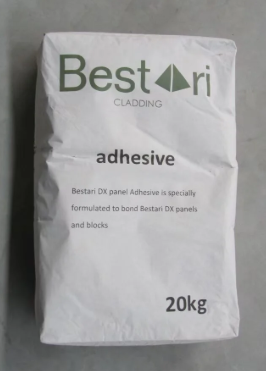 Bestari
CLADDING
adhesive
Bestari DX panel Adhesive is specially
formulated to bond Bestari DX panels
and blocks
20kg